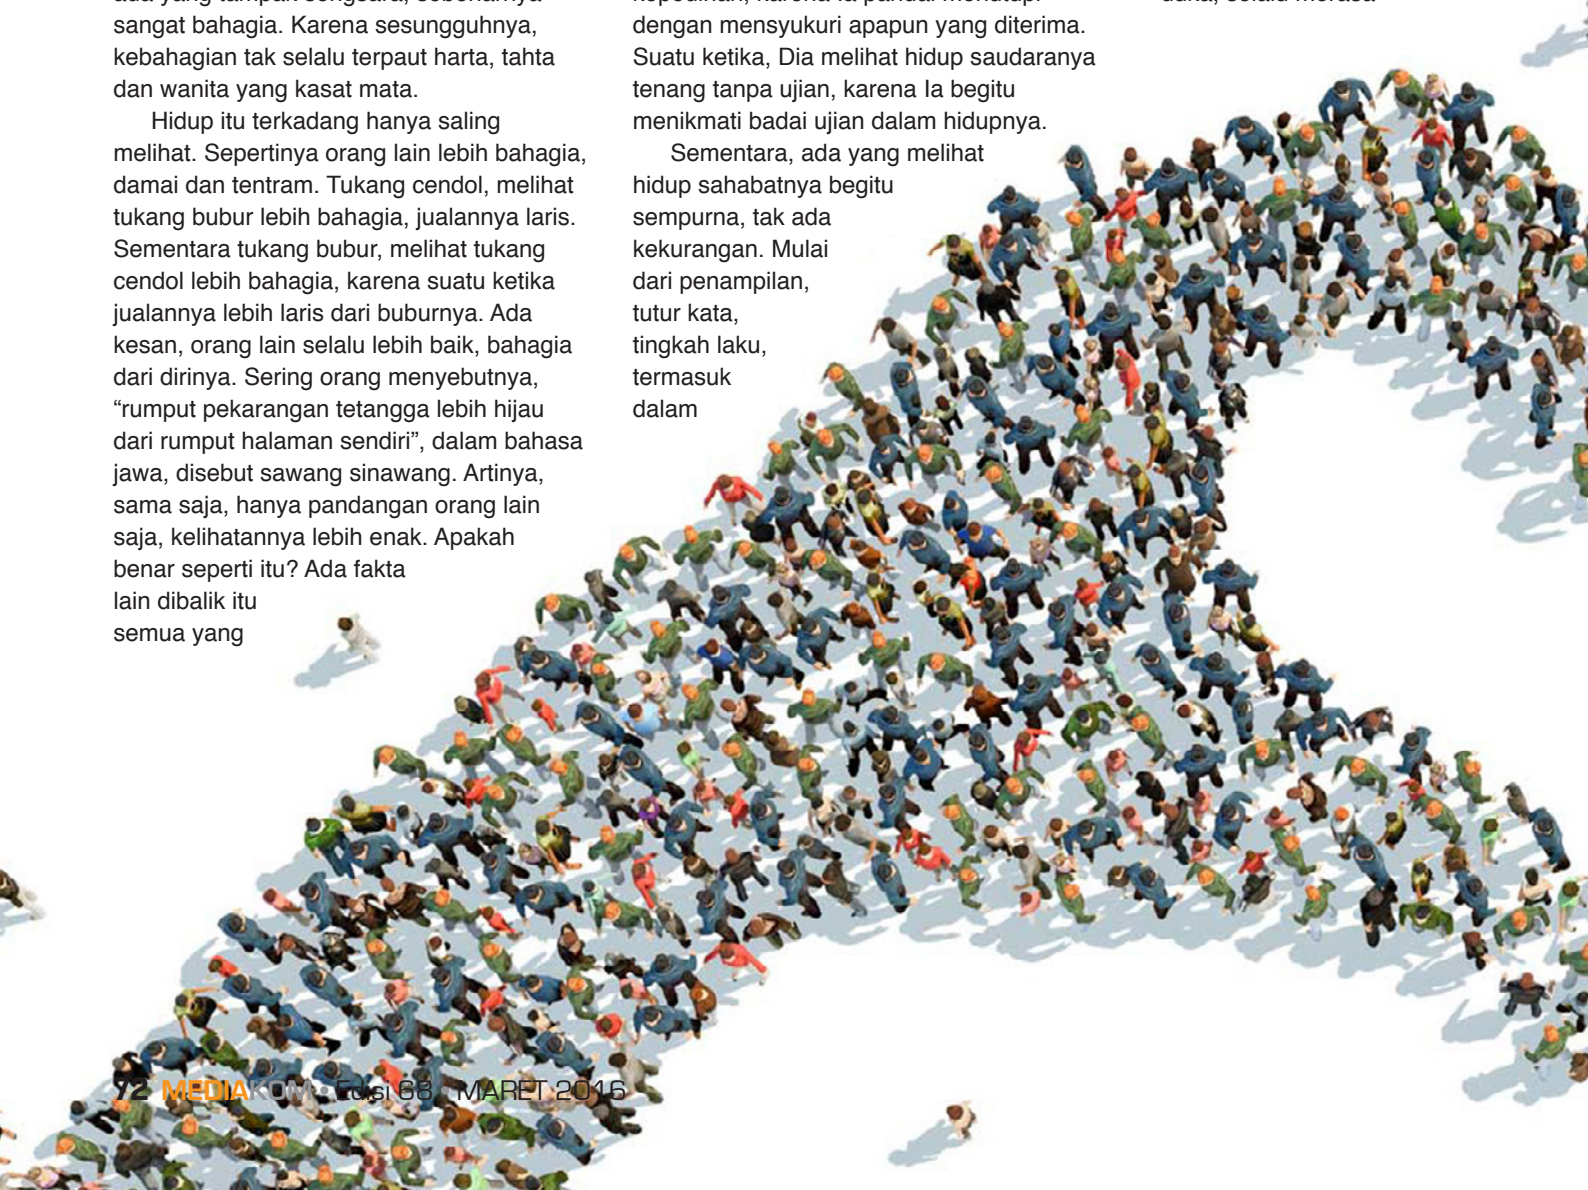 sangat bahagia. Karena sesungguhnya,
kebahagian tak selalu terpaut harta, tahta
dan wanita yang kasat mata.
Hidup itu terkadang hanya saling
melihat. Sepertinya orang lain lebih bahagia,
damai dan tentram. Tukang cendol, melihat
tukang bubur lebih bahagia, jualannya laris.
Sementara tukang bubur, melihat tukang
cendol lebih bahagia, karena suatu ketika
jualannya lebih laris dari buburnya. Ada
kesan, orang lain selalu lebih baik, bahagia
dari dirinya. Sering orang menyebutnya,
“rumput pekarangan tetangga lebih hijau
dari rumput halaman sendiri”, dalam bahasa
jawa, disebut sawang sinawang. Artinya,
sama saja, hanya pandangan orang lain
saja, kelihatannya lebih enak. Apakah
benar seperti itu? Ada fakta
lain dibalik itu
semua yang
dengan mensyukuri apapun yang diterima.
Suatu ketika, Dia melihat hidup saudaranya
tenang tanpa ujian, karena Ia begitu
menikmati badai ujian dalam hidupnya.
Sementara, ada yang melihat
hidup sahabatnya begitu
sempurna, tak ada
kekurangan. Mulai
dari penampilan,
tutur kata,
tingkah laku,
termasuk
dalam
72 MEDIAKOM • Edisi 68 • MARET 2016